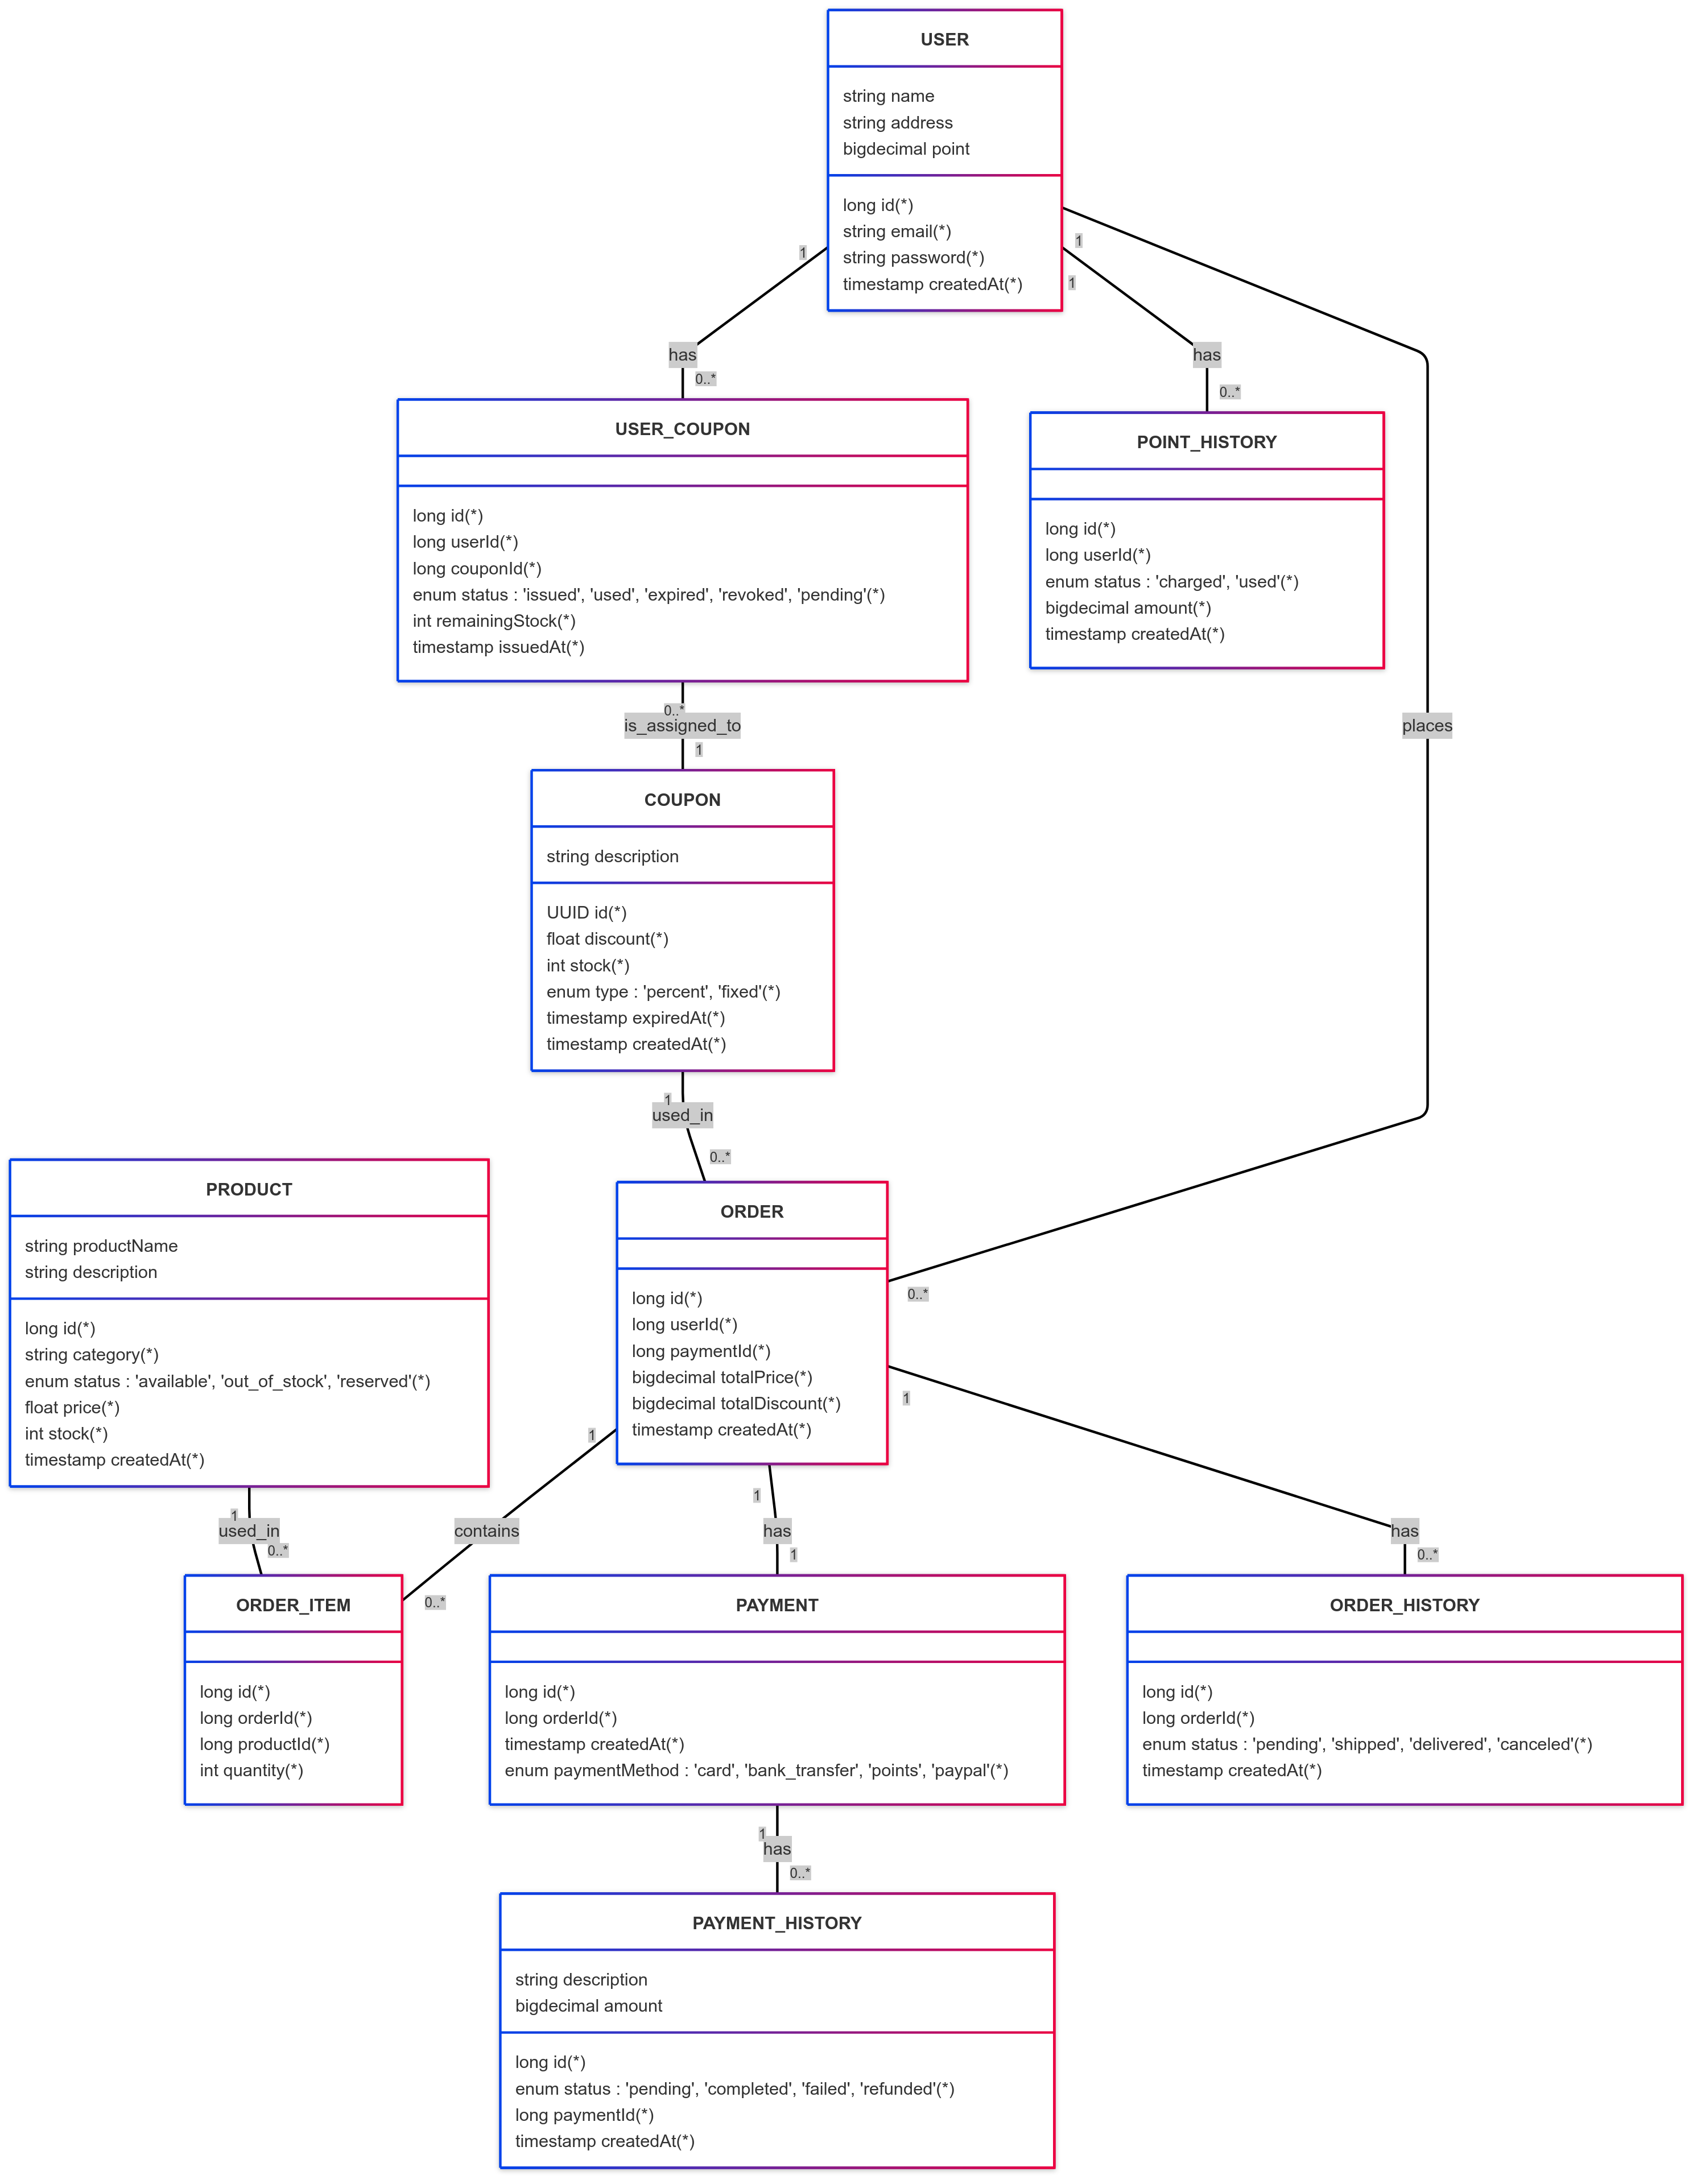 USER
string name
string address
bigdecimal point
long id(*)
string email(*)
string password(*)
timestamp createdAt(*)
1
1
1
has
0..*
has
0..*
USER_COUPON
long id(*)
long userId(*)
long couponId(*)
enum status : 'issued', 'used', 'expired', 'revoked', 'pending'(*)
int remainingStock(*)
timestamp issuedAt(*)
POINT_HISTORY
long id(*)
long userId(*)
enum status : 'charged', 'used'(*)
bigdecimal amount(*)
timestamp createdAt(*)
0..*
is_assigned_to
1
places
COUPON
string description
UUID id(*)
float discount(*)
int stock(*)
enum type : 'percent', 'fixed'(*)
timestamp expiredAt(*)
timestamp createdAt(*)
1
used_in
0..*
PRODUCT
string productName
string description
long id(*)
string category(*)
enum status : 'available', 'out_of_stock', 'reserved'(*)
float price(*)
int stock(*)
timestamp createdAt(*)
ORDER
long id(*)
long userId(*)
long paymentId(*)
bigdecimal totalPrice(*)
bigdecimal totalDiscount(*)
timestamp createdAt(*)
0..*
1
1
1
1
used_in
0..*
contains
0..*
has
1
has
0..*
ORDER_ITEM
long id(*)
long orderId(*)
long productId(*)
int quantity(*)
PAYMENT
long id(*)
long orderId(*)
timestamp createdAt(*)
enum paymentMethod : 'card', 'bank_transfer', 'points', 'paypal'(*)
ORDER_HISTORY
long id(*)
long orderId(*)
enum status : 'pending', 'shipped', 'delivered', 'canceled'(*)
timestamp createdAt(*)
1
has
0..*
PAYMENT_HISTORY
string description
bigdecimal amount
long id(*)
enum status : 'pending', 'completed', 'failed', 'refunded'(*)
long paymentId(*)
timestamp createdAt(*)